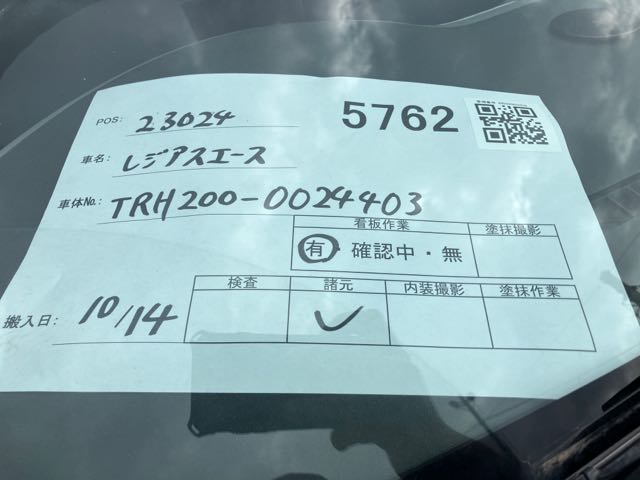 POS: 23024
5762
車名: レジアスエース
車体No.: TRH200-0024403
看板作業 塗抹撮影
有 確認中・無
検査 諸元 内装撮影 塗抹作業
搬入日: 10/14 ✓